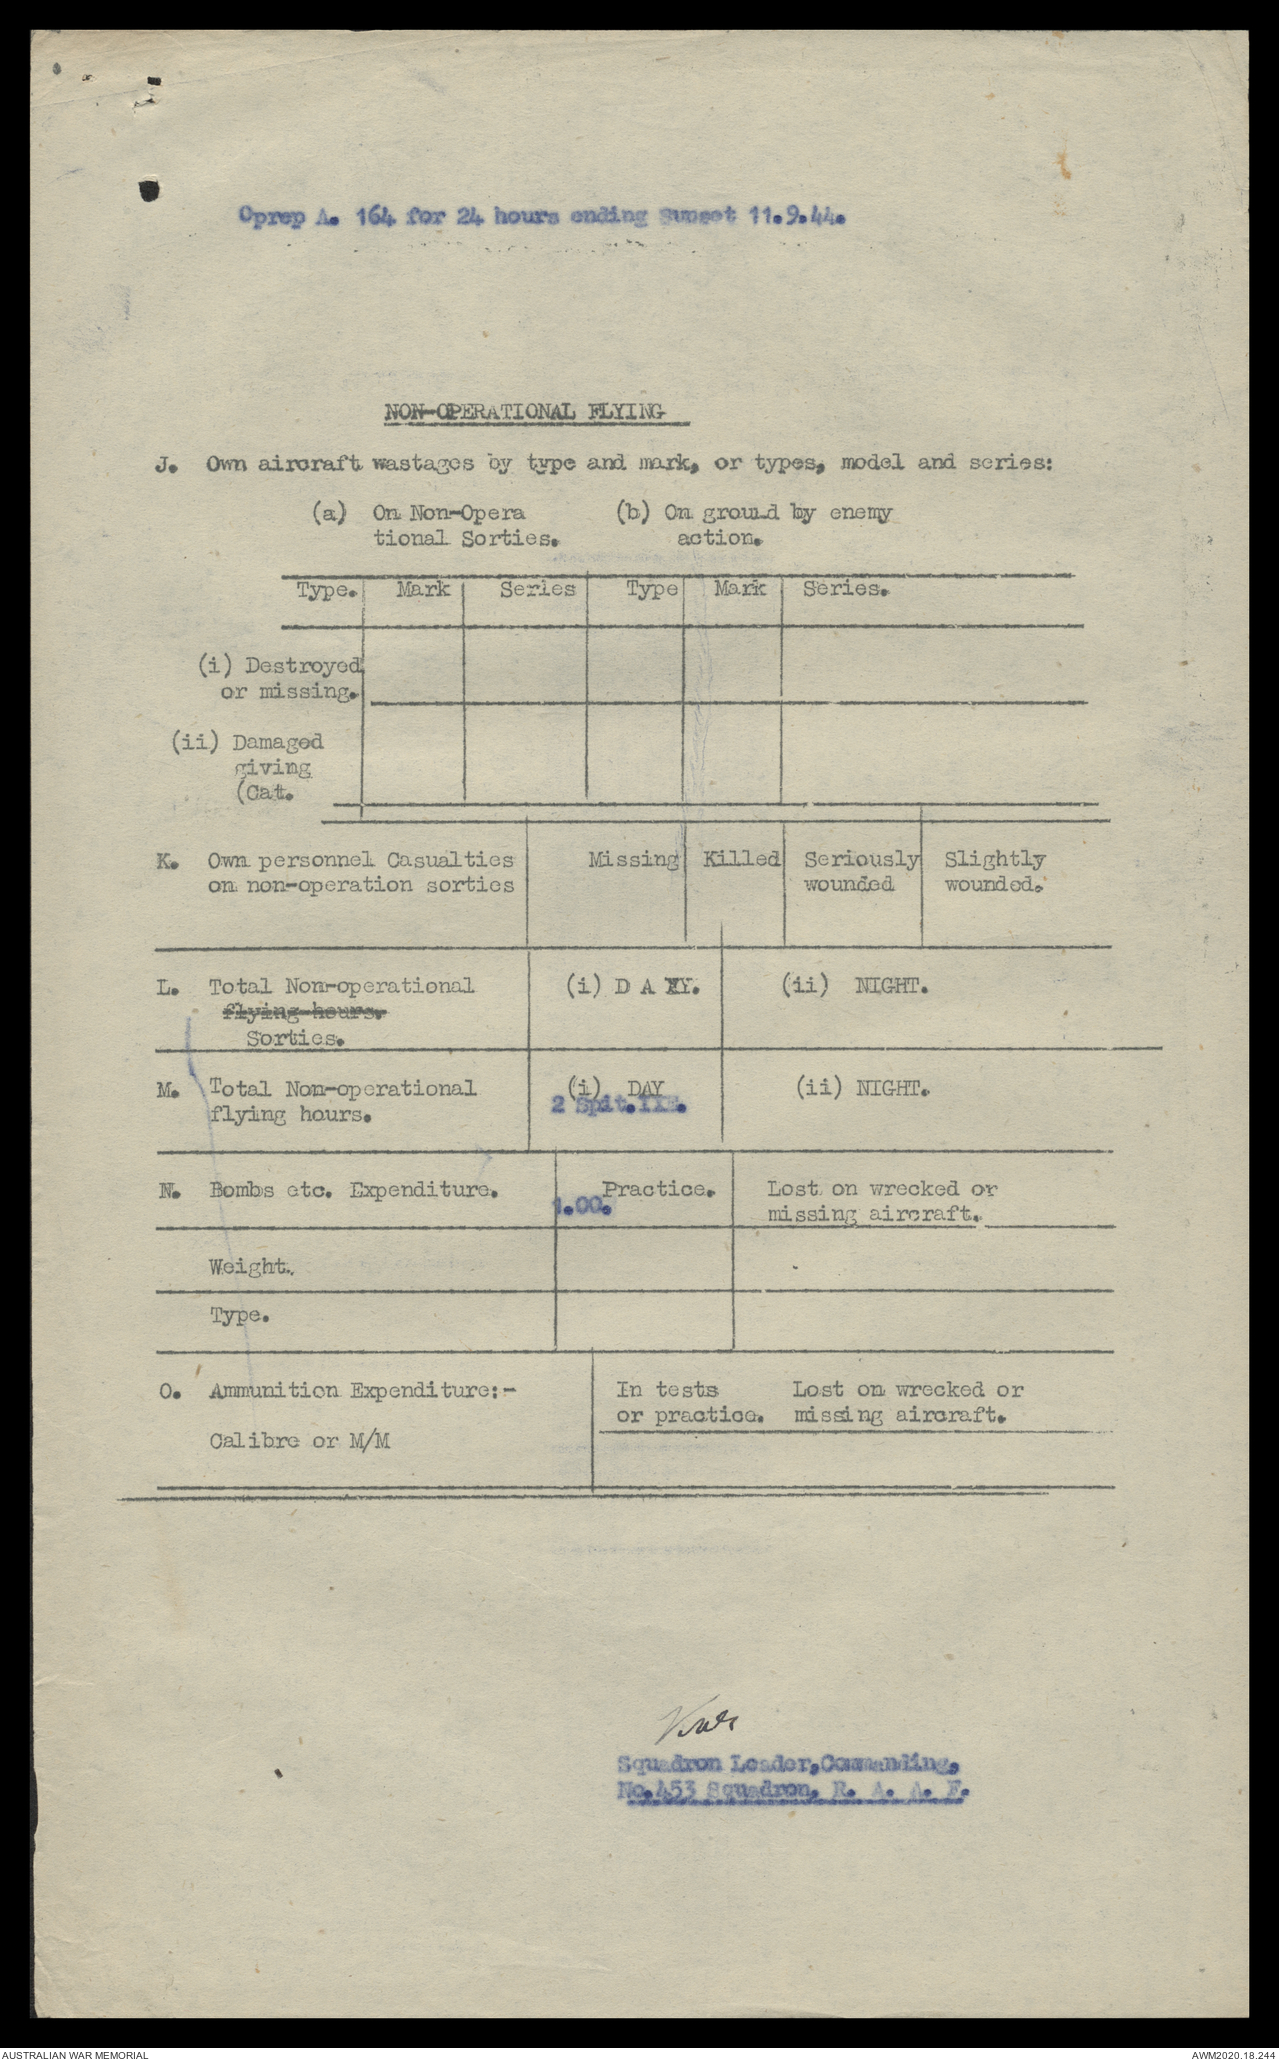 Oprep A. 164 for 24 hours ending Sunset 11.9.44.
NON-OPERATIONAL FLYING
J. Own aircraft wastages by type and mark, or types, model and series:
(a) On Non-Opera (b) On ground by enemy
tional Sorties. action.
Type. Mark Series Type Mark Series.
(i) Destroyed
or missing.
(ii) Damaged
giving
(Cat.
K. Own personnel Casualties Missing Killed Seriously Slightly
on non-operation sorties wounded wounded.
L. Total Non-operational (i) D A XY. (ii) NIGHT.
flying hours.
Sorties.
M. Total Non-operational (i) DAY (ii) NIGHT.
2 Spit.IXE.
flying hours.
N. Bombs etc. Expenditure. Practice. Lost on wrecked or
1.00. missing aircraft.
Weight.
Type.
O. Ammunition Expenditure:- In tests Lost on wrecked or
or practice. missing aircraft.
Calibre or M/M
Squadron Leader,Commanding,
No.453 Squadron, R. A. A. F.
AUSTRALIAN WAR MEMORIAL AWM2020.18.244